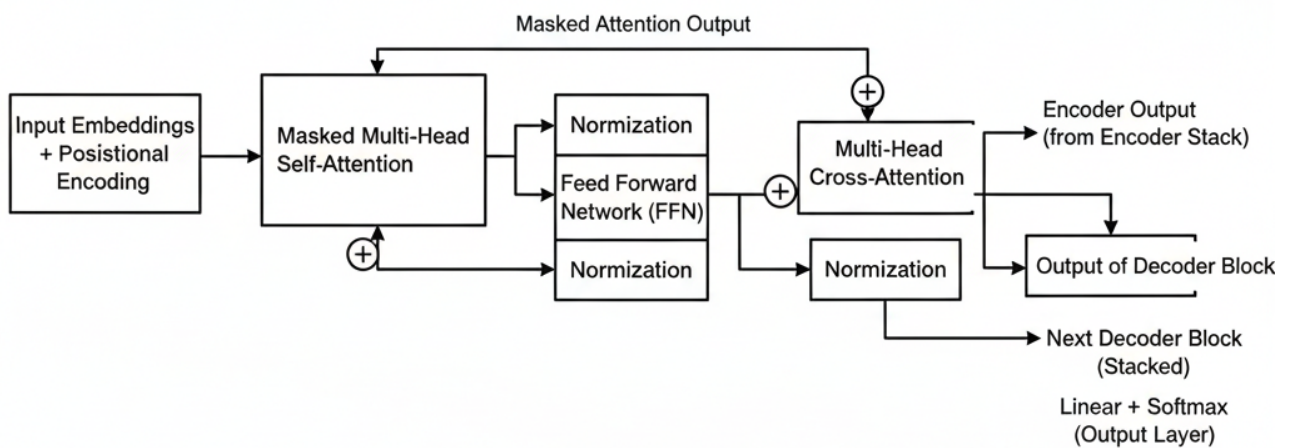 Masked Attention Output
Input Embeddings
+ Posistional
Encoding
Masked Multi-Head
Self-Attention
Normization
Feed Forward
Network (FFN)
Normization
Multi-Head
Cross-Attention
Normization
Encoder Output
(from Encoder Stack)
Output of Decoder Block
Next Decoder Block
(Stacked)
Linear + Softmax
(Output Layer)